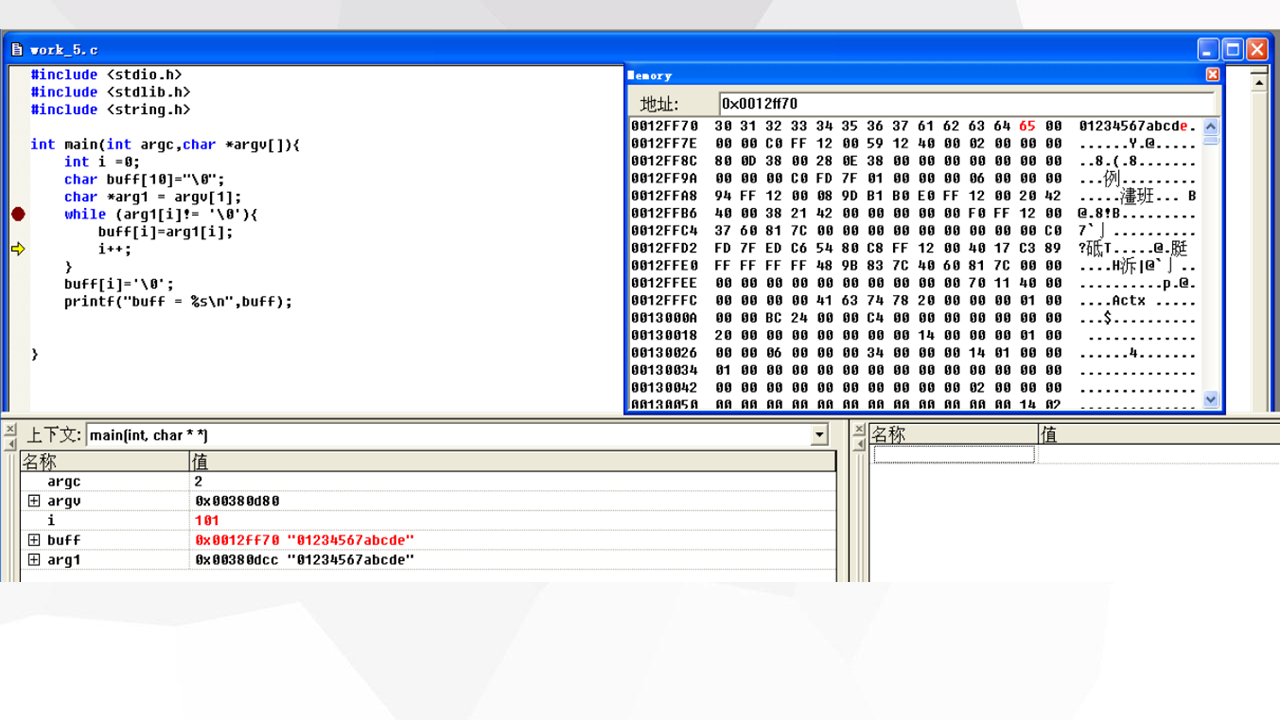 work_5.c
#include <stdio.h>
#include <stdlib.h>
#include <string.h>
int main(int argc,char *argv[]){
int i =0;
char buff[10]="\0";
char *arg1 = argv[1];
while (arg1[i]!= '\0'){
buff[i]=arg1[i];
i++;
}
buff[i]='\0';
printf("buff = %s\n",buff);
}
Memory
地址: 0x0012ff70
0012FF70 30 31 32 33 34 35 36 37 61 62 63 64 65 00 01234567abcde.
0012FF7E 00 00 C0 FF 12 00 59 12 40 00 02 00 00 00 ......Y.@.....
0012FF8C 80 0D 38 00 28 0E 38 00 00 00 00 00 00 00 ..8.(.8.......
0012FF9A 00 00 00 C0 FD 7F 01 00 00 00 06 00 00 00 ...例.........
0012FFA8 94 FF 12 00 08 9D B1 B0 E0 FF 12 00 20 42 .....潓班... B
0012FFB6 40 00 38 21 42 00 00 00 00 00 F0 FF 12 00 @.8!B.........
0012FFC4 37 60 81 7C 00 00 00 00 00 00 00 00 00 C0 7`亅..........
0012FFD2 FD 7F ED C6 54 80 C8 FF 12 00 40 17 C3 89 ?砥T.....@.脡
0012FFE0 FF FF FF FF 48 9B 83 7C 40 60 81 7C 00 00 ....H泝|@`亅..
0012FFEE 00 00 00 00 00 00 00 00 00 00 70 11 40 00 ..........p.@.
0012FFFC 00 00 00 00 41 63 74 78 20 00 00 00 01 00 ....Actx .....
0013000A 00 00 BC 24 00 00 C4 00 00 00 00 00 00 00 ...$..........
00130018 20 00 00 00 00 00 00 00 14 00 00 00 01 00 .............
00130026 00 00 06 00 00 00 34 00 00 00 14 01 00 00 ......4.......
00130034 01 00 00 00 00 00 00 00 00 00 00 00 00 00 ..............
00130042 00 00 00 00 00 00 00 00 00 00 02 00 00 00 ..............
00130050 00 00 00 00 00 00 00 00 00 00 00 00 14 02 ..............
上下文: main(int, char * *)
名称 值
argc 2
argv 0x00380d80
i 101
buff 0x0012ff70 "01234567abcde"
arg1 0x00380dcc "01234567abcde"
名称 值